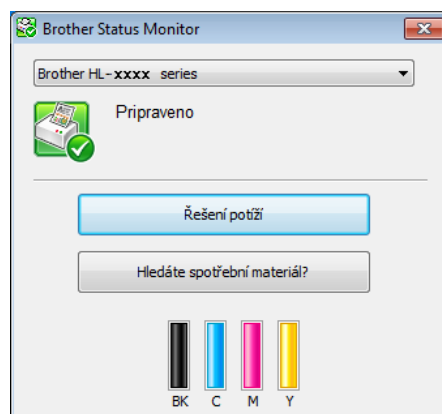 Brother Status Monitor
Brother HL-xxxx series
Pripraveno
Řešení potíží
Hledáte spotřební materiál?
BK C M Y